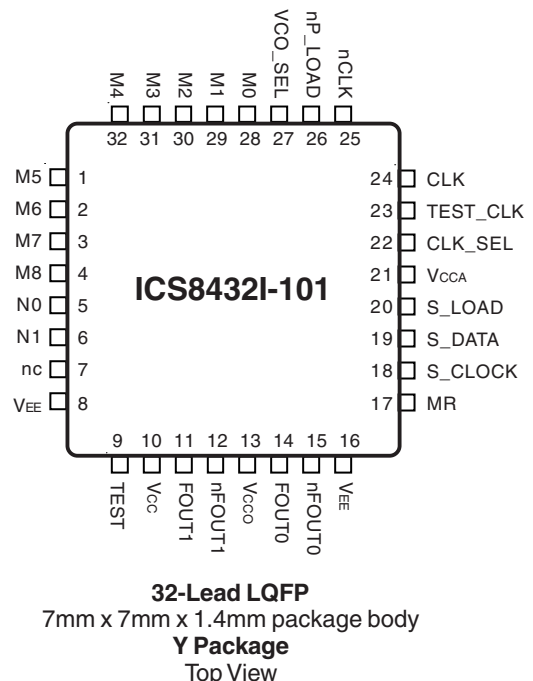 M4 M3 M2 M1 M0 VCO_SEL nP_LOAD nCLK
32 31 30 29 28 27 26 25
M5 1
M6 2
M7 3
M8 4
N0 5
N1 6
nc 7
VEE 8
24 CLK
23 TEST_CLK
22 CLK_SEL
21 VCCA
20 S_LOAD
19 S_DATA
18 S_CLOCK
17 MR
ICS8432I-101
9 10 11 12 13 14 15 16
TEST VCC FOUT1 nFOUT1 VCCO FOUT0 nFOUT0 VEE
32-Lead LQFP
7mm x 7mm x 1.4mm package body
Y Package
Top View